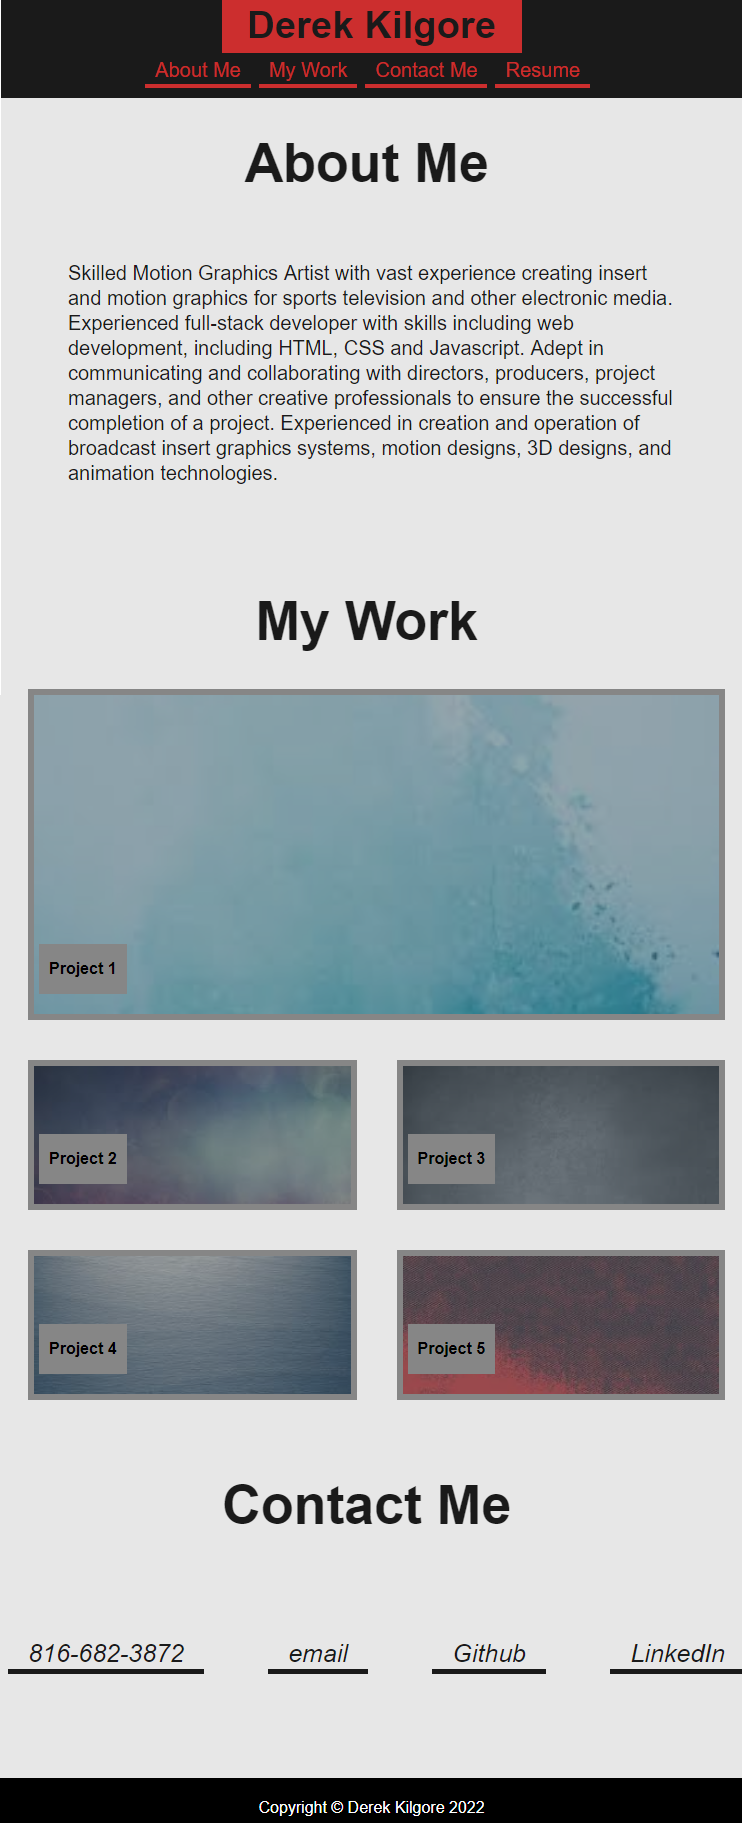 Derek Kilgore
About Me My Work Contact Me Resume
About Me
Skilled Motion Graphics Artist with vast experience creating insert
and motion graphics for sports television and other electronic media.
Experienced full-stack developer with skills including web
development, including HTML, CSS and Javascript. Adept in
communicating and collaborating with directors, producers, project
managers, and other creative professionals to ensure the successful
completion of a project. Experienced in creation and operation of
broadcast insert graphics systems, motion designs, 3D designs, and
animation technologies.
My Work
Project 1
Project 2
Project 3
Project 4
Project 5
Contact Me
816-682-3872 email Github LinkedIn
Copyright © Derek Kilgore 2022